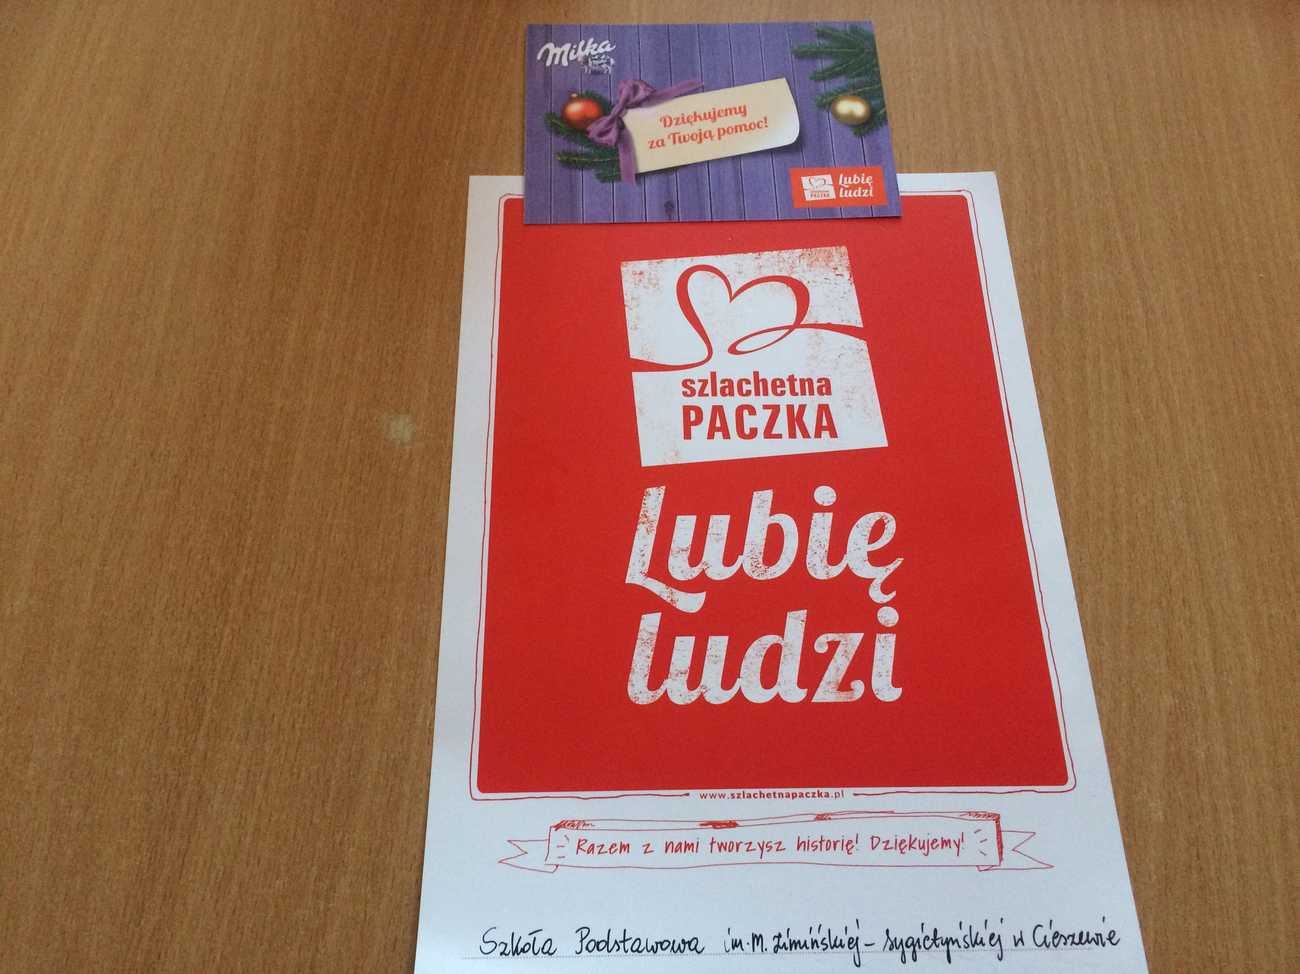 Milka
Dziękujemy
za Twoją pomoc!
szlachetna
PACZKA
Lubię
ludzi
szlachetna
PACZKA
Lubię
ludzi
www.szlachetnapaczka.pl
Razem z nami tworzysz historię! Dziękujemy!
Szkoła Podstawowa im. M. Zimińskiej - Sygietyńskiej w Cieszewie